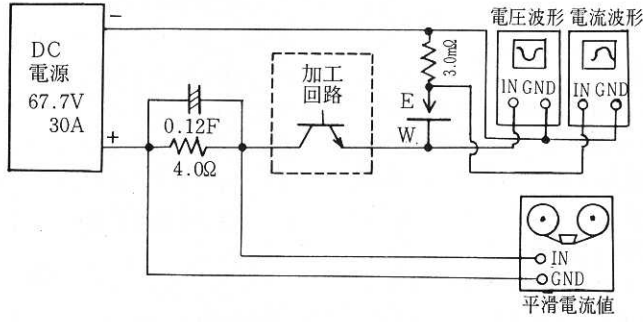 DC
電源
67.7V
30A
−
+
0.12F
4.0Ω
加工
回路
3.0mΩ
E
W.
電圧波形
IN GND
電流波形
IN GND
IN
GND
平滑電流値